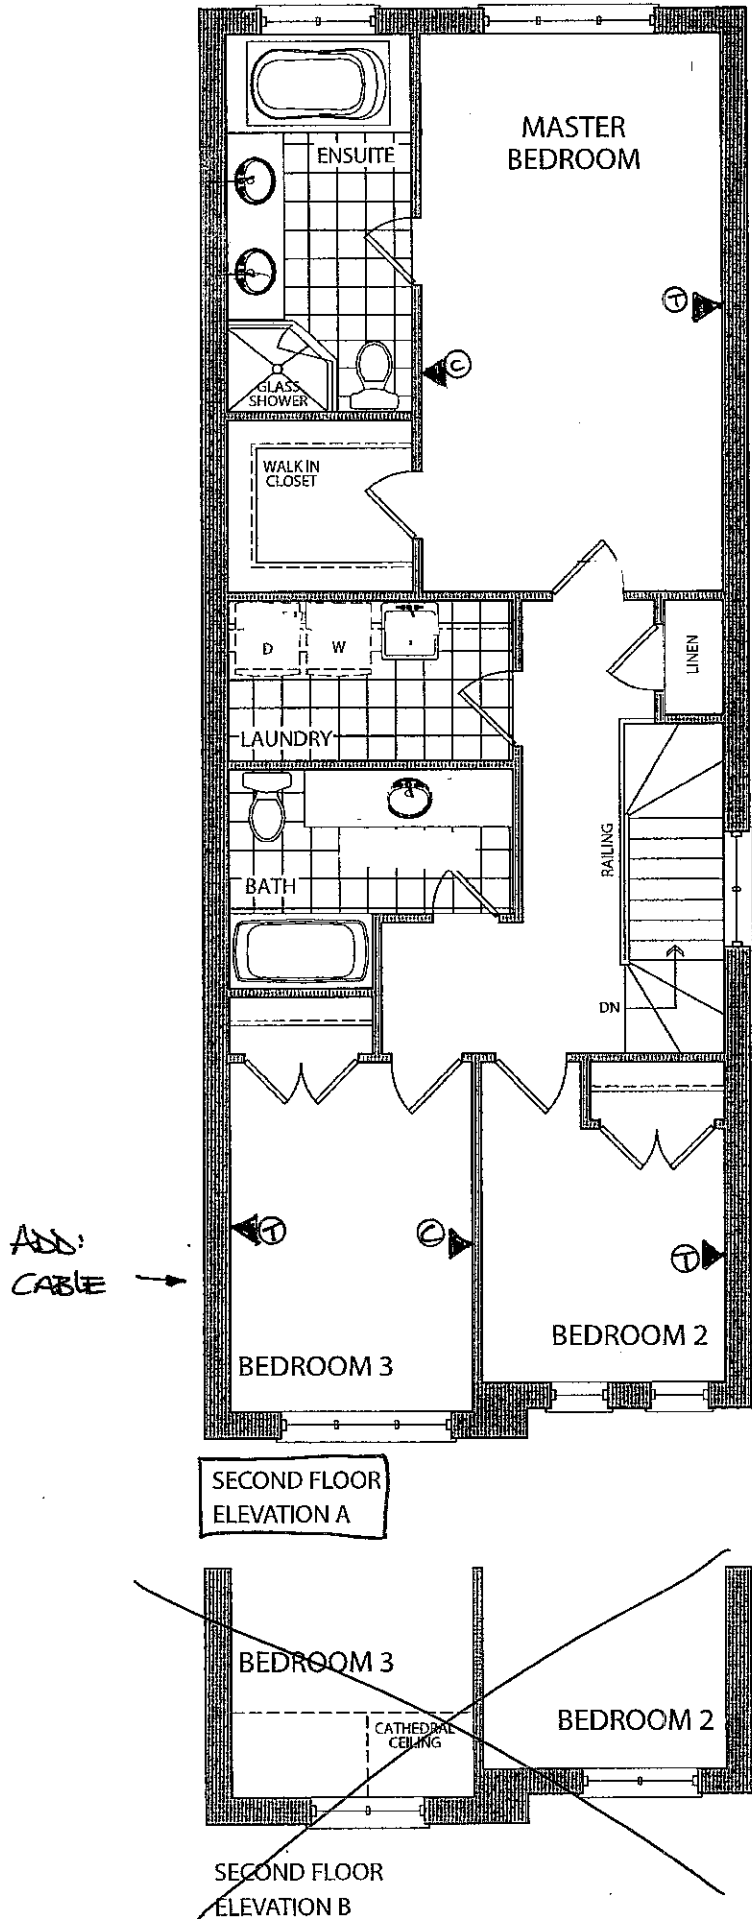 MASTER
BEDROOM
ENSUITE
T
C
GLASS
SHOWER
WALK IN
CLOSET
D
W
LINEN
LAUNDRY
RAILING
BATH
DN
T
C
T
ADD:
CABLE
BEDROOM 2
BEDROOM 3
SECOND FLOOR
ELEVATION A
BEDROOM 3
BEDROOM 2
CATHEDRAL
CEILING
SECOND FLOOR
ELEVATION B